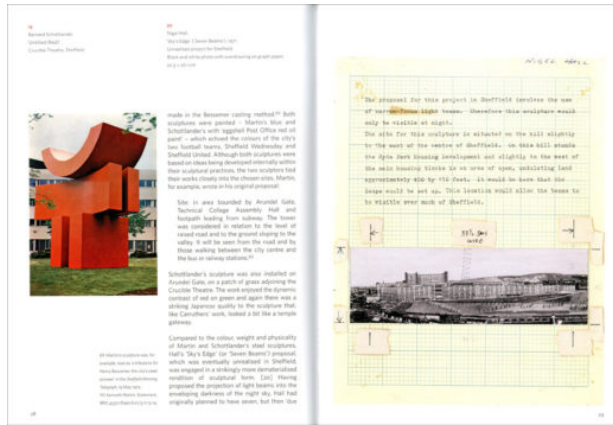 19
Bernard Schottlander
Untitled (Red)
Crucible Theatre, Sheffield
20
Nigel Hall
'Sky's Edge' ('Seven Beams'), 1971
Unrealised project for Sheffield
made in the Bessemer casting method. Both
sculptures were painted – Martin's blue and
Schottlander's with 'eggshell Post Office red oil
paint' – which echoed the colours of the city's
two football teams, Sheffield Wednesday and
Sheffield United. Although both sculptures were
based on ideas being developed internally within
their sculptural practices, the two sculptors tied
their works closely into the chosen sites. Martin,
for example, wrote in his original proposal:
Site: in area bounded by Arundel Gate,
Technical College Assembly Hall and
footpath leading from subway. The tower
was considered in relation to the level of
raised road and to the ground sloping to the
valley. It will be seen from the road and by
those walking between the city centre and
the bus or railway stations.
Schottlander's sculpture was also installed on
Arundel Gate, on a patch of grass adjoining the
Crucible Theatre. The work enjoyed the dynamic
contrast of red on green and again there was a
striking Japanese quality to the sculpture that,
like Carruthers' work, looked a bit like a temple
gateway.
Compared to the colour, weight and physicality
of Martin and Schottlander's steel sculptures,
Hall's 'Sky's Edge' (or 'Seven Beams') proposal,
which was eventually unrealised in Sheffield,
was engaged in a strikingly more dematerialised
rendition of sculptural form. [20] Having
proposed the projection of light beams into the
enveloping darkness of the night sky, Hall had
originally planned to have seven, but then 'due
28
NIGEL HALL
The proposal for this project in Sheffield involves the use
of narrow-focus light beams. Therefore this sculpture would
only be visible at night.
The site for this sculpture is situated on the hill slightly
to the east of the centre of Sheffield. On this hill stands
the Hyde Park Housing Development and slightly to the west of
the main housing blocks is an area of open, undulating land
approximately 400 by 770 feet. It would be here that the
lamps would be set up. This location would allow the beams to
be visible over much of Sheffield.